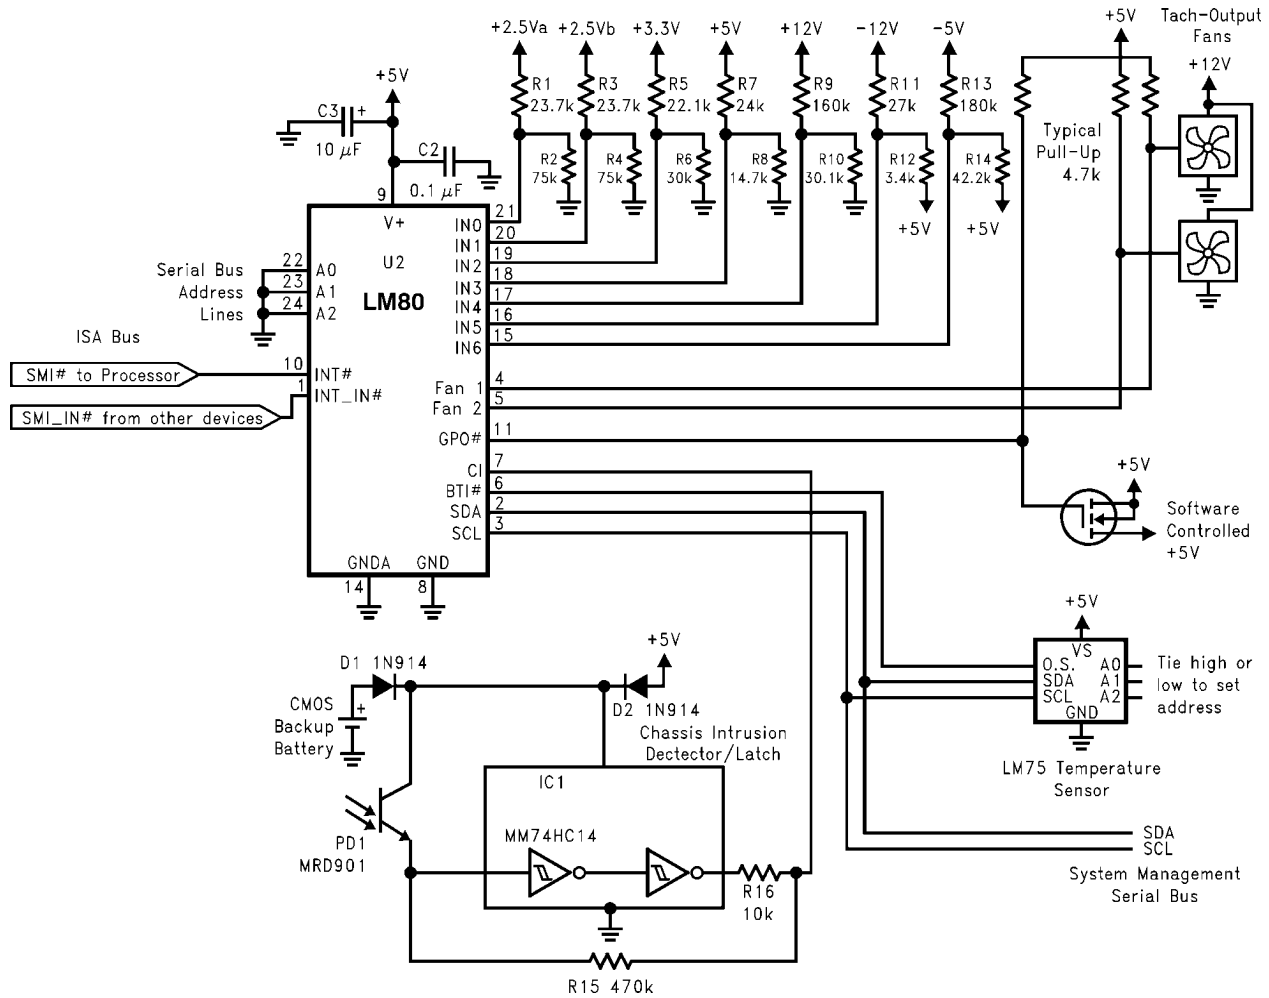 +2.5Va
+2.5Vb
+3.3V
+5V
+12V
-12V
-5V
+5V
Tach-Output
Fans
+12V
+5V
C3
+
10 μF
C2
0.1 μF
R1
23.7k
R3
23.7k
R5
22.1k
R7
24k
R9
160k
R11
27k
R13
180k
R2
75k
R4
75k
R6
30k
R8
14.7k
R10
30.1k
R12
3.4k
R14
42.2k
+5V
+5V
Typical
Pull-Up
4.7k
9
V+
U2
LM80
Serial Bus
Address
Lines
22
A0
23
A1
24
A2
ISA Bus
SMI# to Processor
10
INT#
SMI_IN# from other devices
1
INT_IN#
IN0
21
IN1
20
IN2
19
IN3
18
IN4
17
IN5
16
IN6
15
Fan 1
4
Fan 2
5
GPO#
11
CI
7
BTI#
6
SDA
2
SCL
3
GNDA
GND
14
8
+5V
Software
Controlled
+5V
+5V
VS
O.S.
A0
SDA
A1
SCL
A2
GND
Tie high or
low to set
address
LM75 Temperature
Sensor
SDA
SCL
System Management
Serial Bus
D1 1N914
+5V
D2 1N914
CMOS
Backup
Battery
+
Chassis Intrusion
Dectector/Latch
IC1
MM74HC14
PD1
MRD901
R16
10k
R15 470k